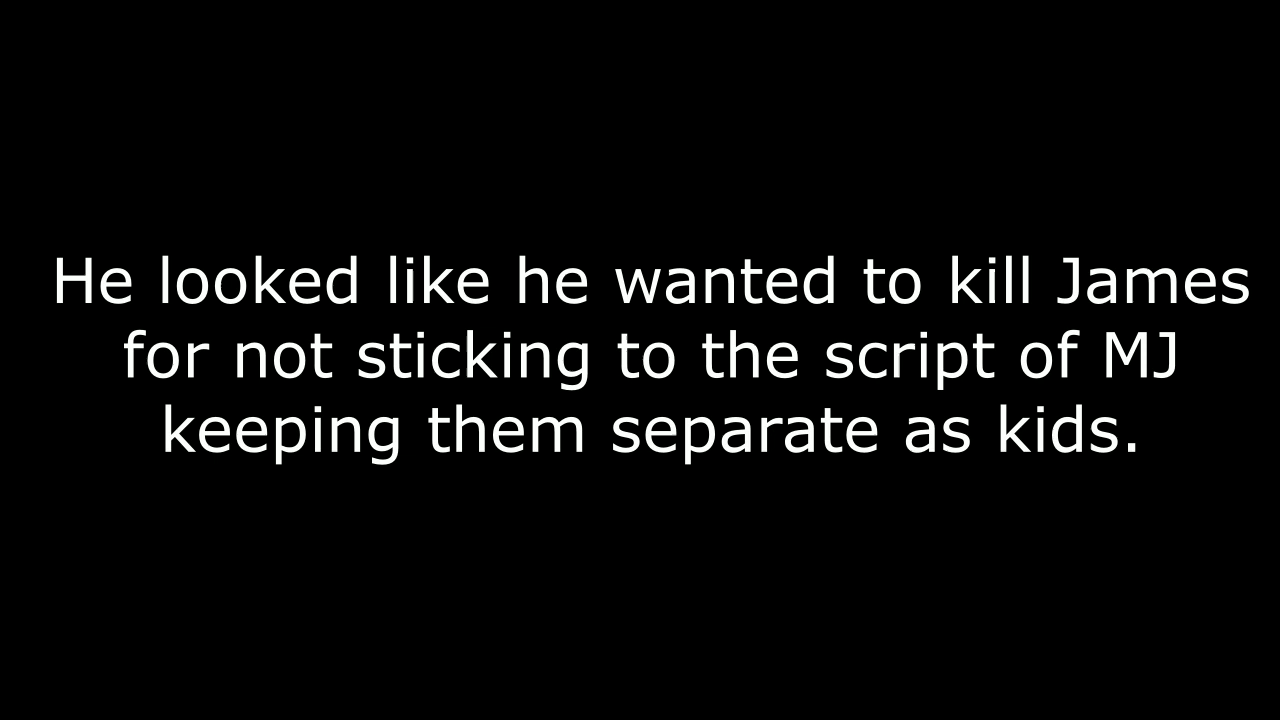 He looked like he wanted to kill James
for not sticking to the script of MJ
keeping them separate as kids.